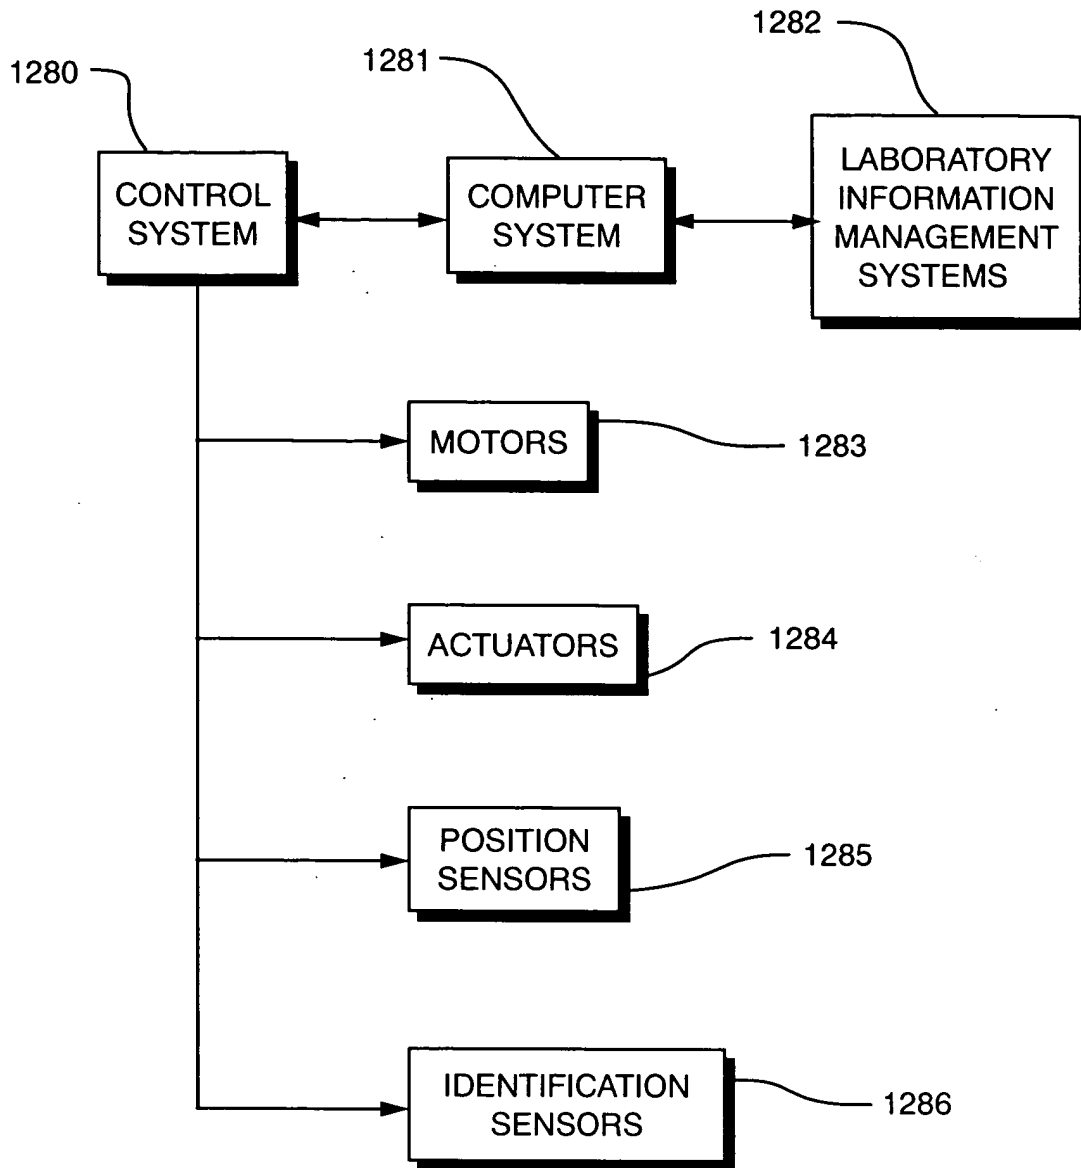 1280
1281
1282
CONTROL
SYSTEM
COMPUTER
SYSTEM
LABORATORY
INFORMATION
MANAGEMENT
SYSTEMS
MOTORS
1283
ACTUATORS
1284
POSITION
SENSORS
1285
IDENTIFICATION
SENSORS
1286